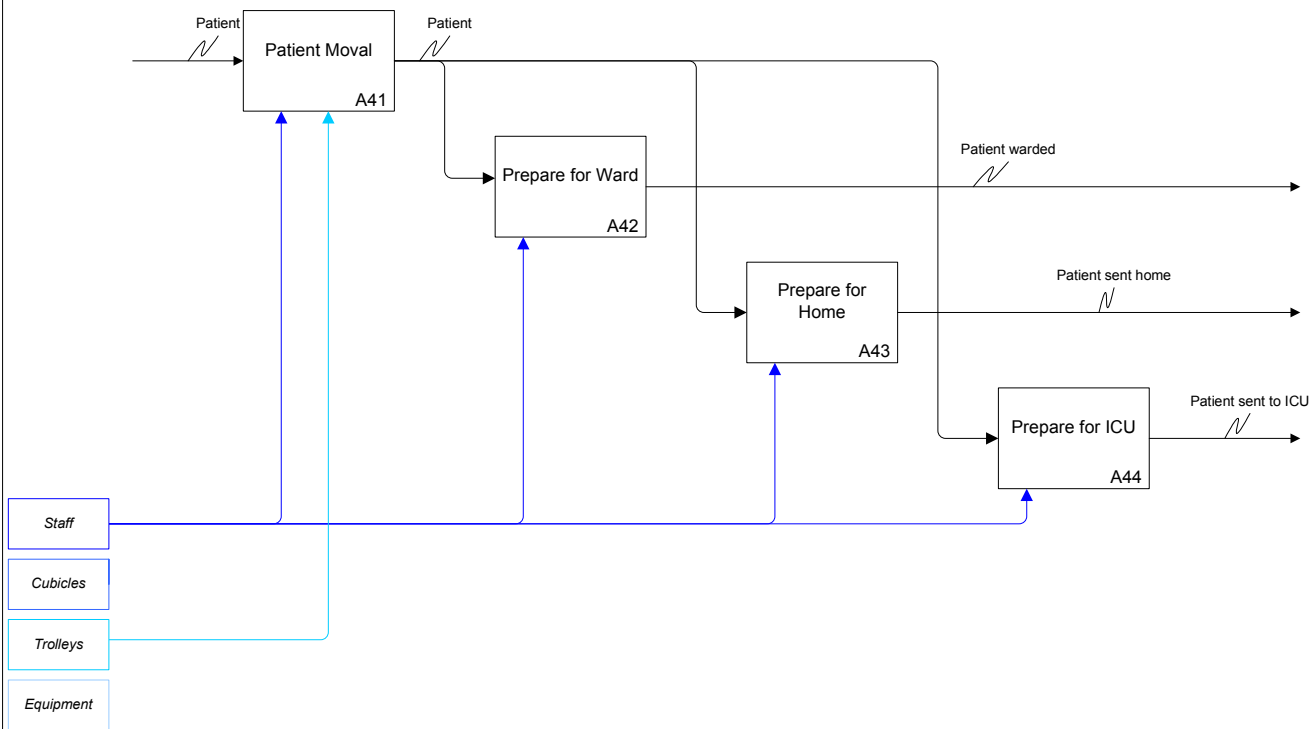 Patient
Patient
Patient Moval
A41
Patient warded
Prepare for Ward
A42
Patient sent home
Prepare for
Home
A43
Patient sent to ICU
Prepare for ICU
A44
Staff
Cubicles
Trolleys
Equipment